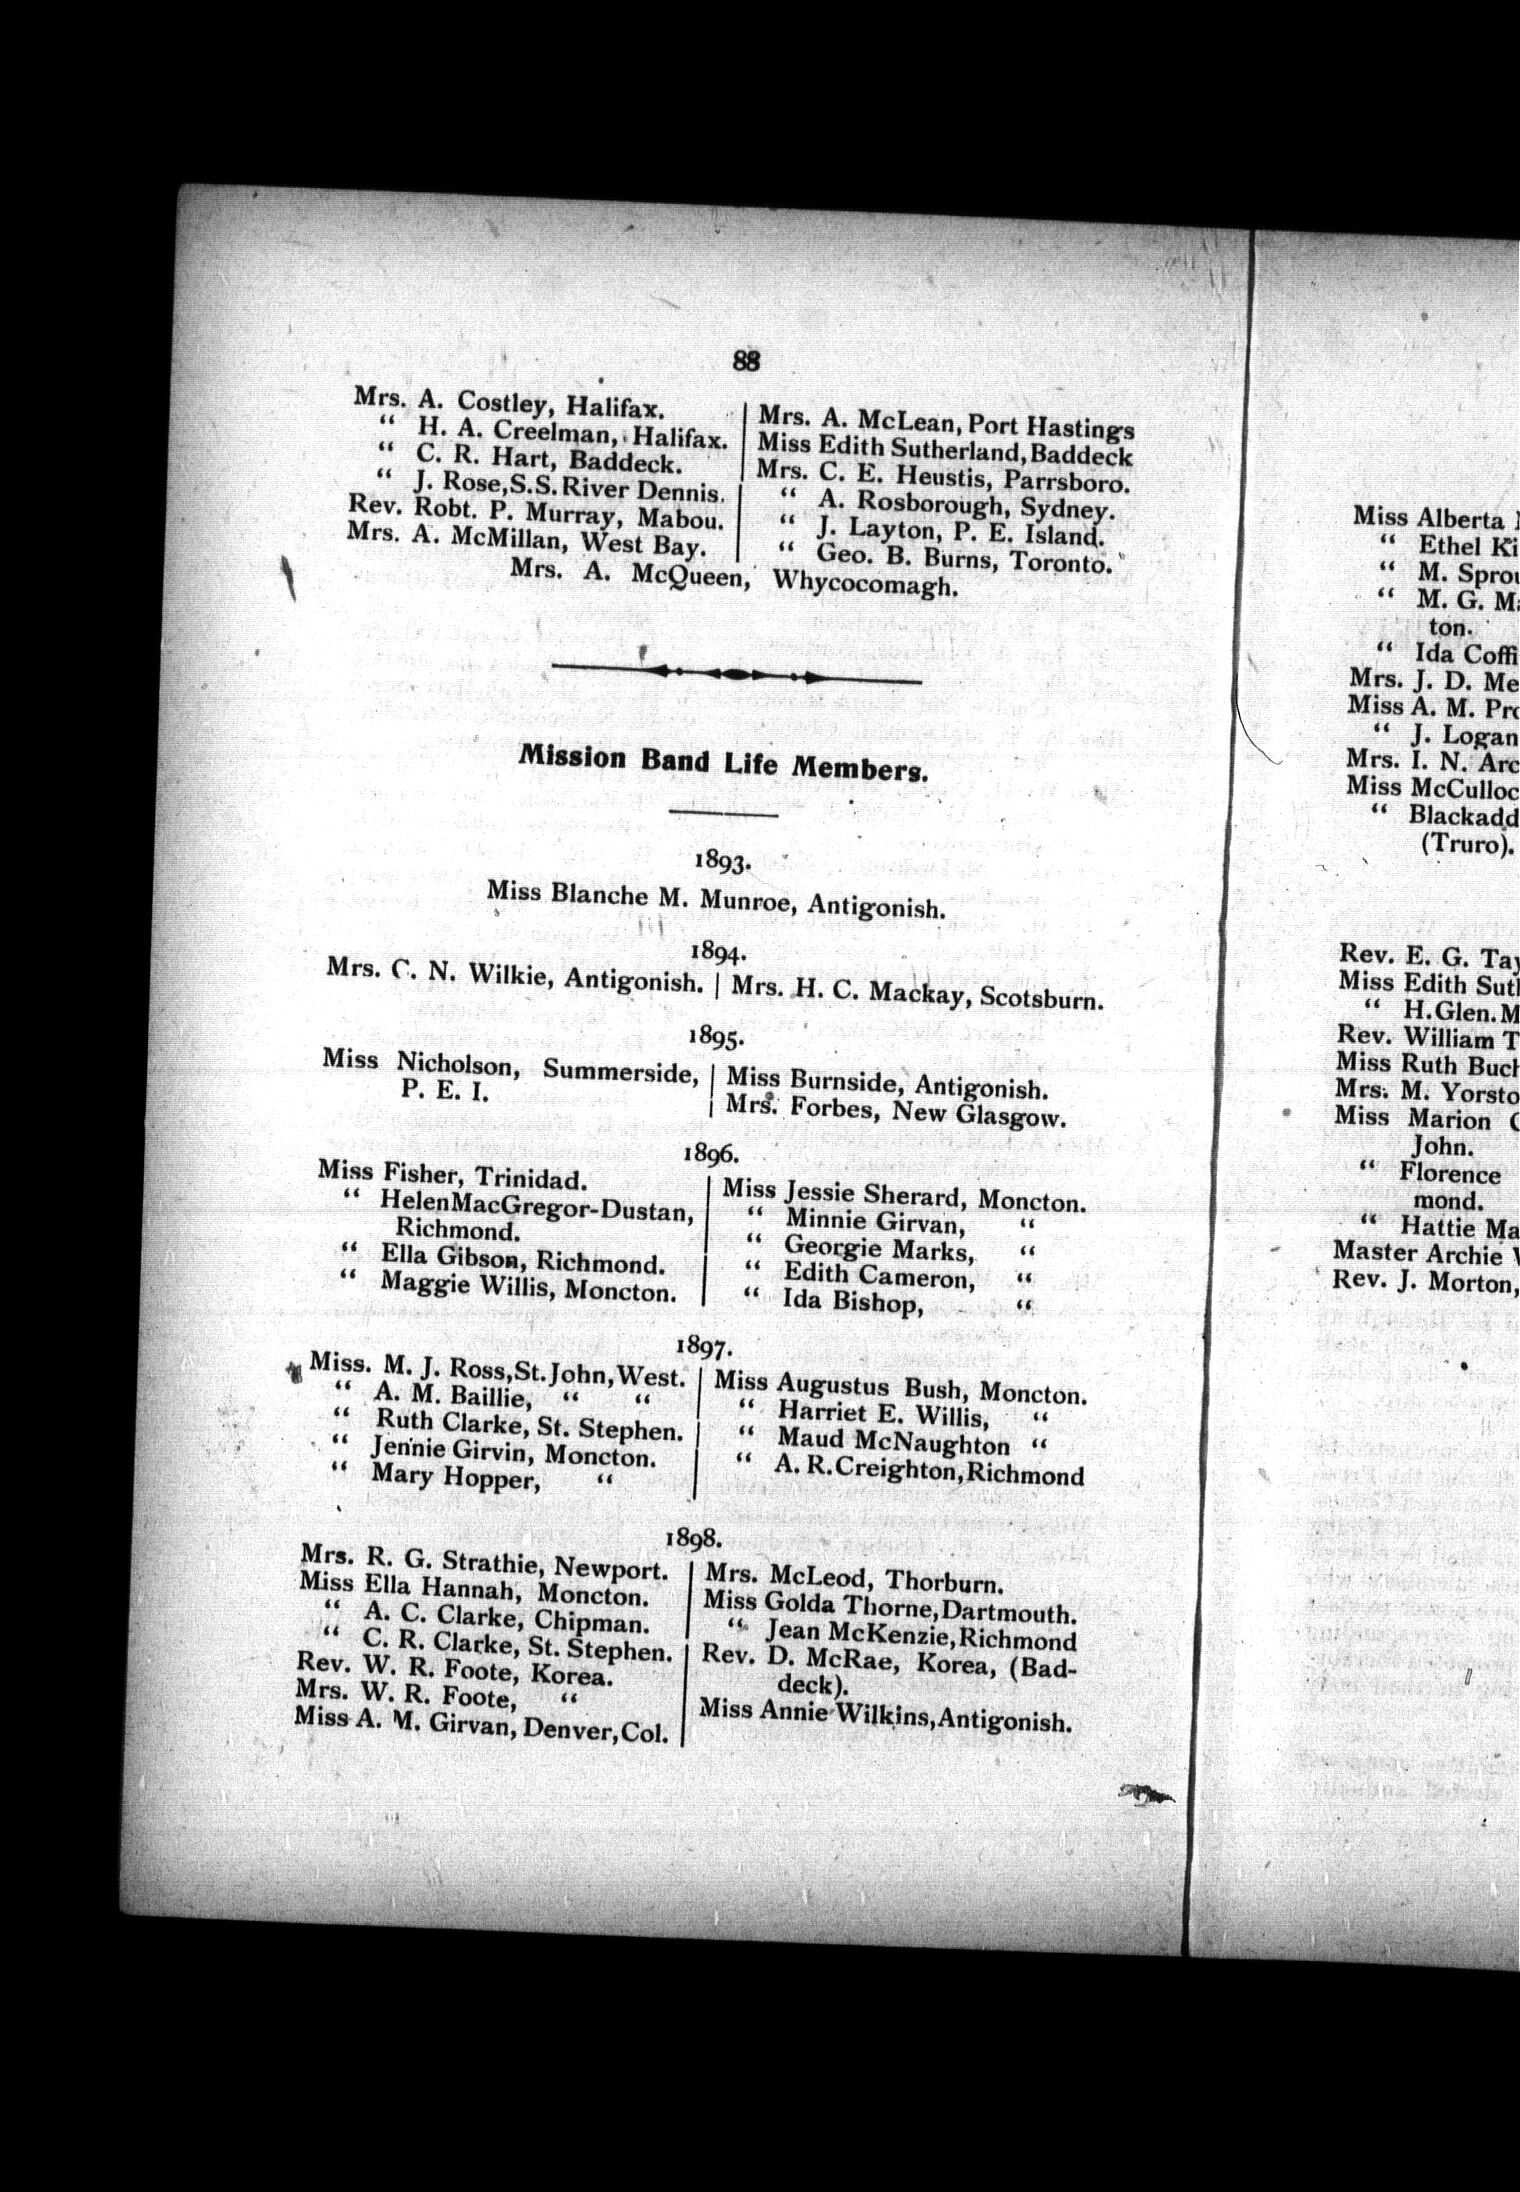 88
Mrs. A. Costley, Halifax.
“ H. A. Creelman, Halifax.
“ C. R. Hart, Baddeck.
“ J. Rose, S.S. River Dennis.
Rev. Robt. P. Murray, Mabou.
Mrs. A. McMillan, West Bay.
Mrs. A. McLean, Port Hastings
Miss Edith Sutherland, Baddeck
Mrs. C. E. Heustis, Parrsboro.
“ A. Rosborough, Sydney.
“ J. Layton, P. E. Island.
“ Geo. B. Burns, Toronto.
Mrs. A. McQueen, Whycocomagh.
Mission Band Life Members.
1893.
Miss Blanche M. Munroe, Antigonish.
1894.
Mrs. C. N. Wilkie, Antigonish.
Mrs. H. C. Mackay, Scotsburn.
1895.
Miss Nicholson, Summerside,
P. E. I.
Miss Burnside, Antigonish.
Mrs. Forbes, New Glasgow.
1896.
Miss Fisher, Trinidad.
“ Helen MacGregor-Dustan,
Richmond.
“ Ella Gibson, Richmond.
“ Maggie Willis, Moncton.
Miss Jessie Sherard, Moncton.
“ Minnie Girvan, “
“ Georgie Marks, “
“ Edith Cameron, “
“ Ida Bishop, “
1897.
Miss. M. J. Ross, St. John, West.
“ A. M. Baillie, “ “
“ Ruth Clarke, St. Stephen.
“ Jennie Girvin, Moncton.
“ Mary Hopper, “
Miss Augustus Bush, Moncton.
“ Harriet E. Willis, “
“ Maud McNaughton “
“ A. R. Creighton, Richmond
1898.
Mrs. R. G. Strathie, Newport.
Miss Ella Hannah, Moncton.
“ A. C. Clarke, Chipman.
“ C. R. Clarke, St. Stephen.
Rev. W. R. Foote, Korea.
Mrs. W. R. Foote, “
Miss A. M. Girvan, Denver, Col.
Mrs. McLeod, Thorburn.
Miss Golda Thorne, Dartmouth.
“ Jean McKenzie, Richmond
Rev. D. McRae, Korea, (Bad-
deck).
Miss Annie Wilkins, Antigonish.
Miss Alberta
“ Ethel
“ M.
“ M. G.
ton.
“ Ida
Mrs. J. D.
Miss A. M.
“ J. Logan
Mrs. I. N.
Miss
“
(Truro).
Rev. E. G.
Miss Edith
“ H. Glen.
Rev. William
Miss Ruth
Mrs. M.
Miss Marion
John.
“ Florence
mond.
“ Hattie
Master Archie
Rev. J. Morton,